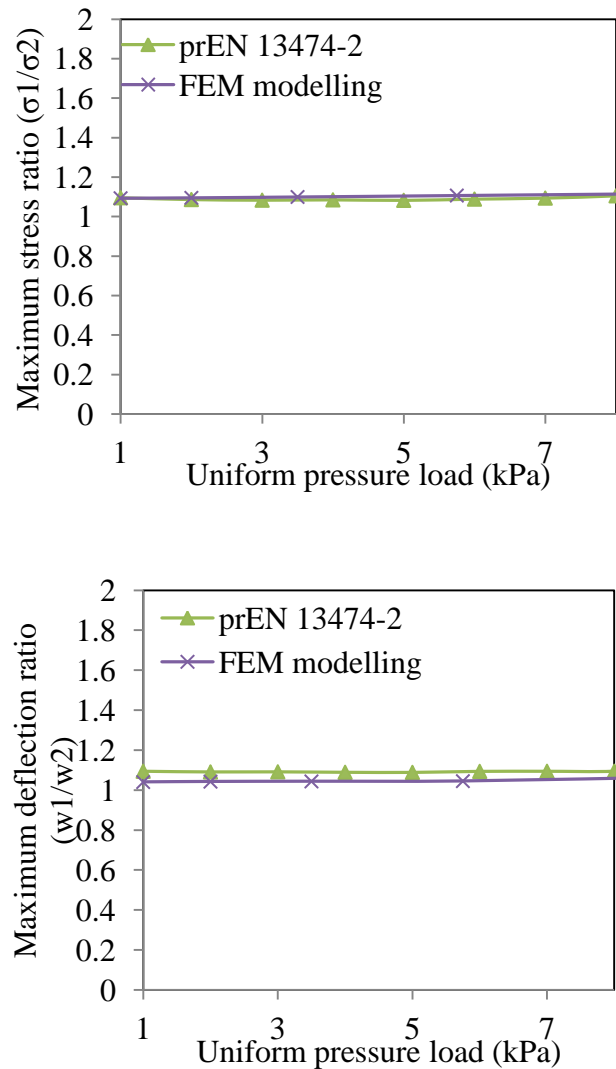 2
1.8
1.6
1.4
1.2
1
0.8
0.6
0.4
0.2
0
Maximum stress ratio (σ1/σ2)
prEN 13474-2
FEM modelling
1 3 5 7
Uniform pressure load (kPa)
2
1.8
1.6
1.4
1.2
1
0.8
0.6
0.4
0.2
0
Maximum deflection ratio
(w1/w2)
prEN 13474-2
FEM modelling
1 3 5 7
Uniform pressure load (kPa)